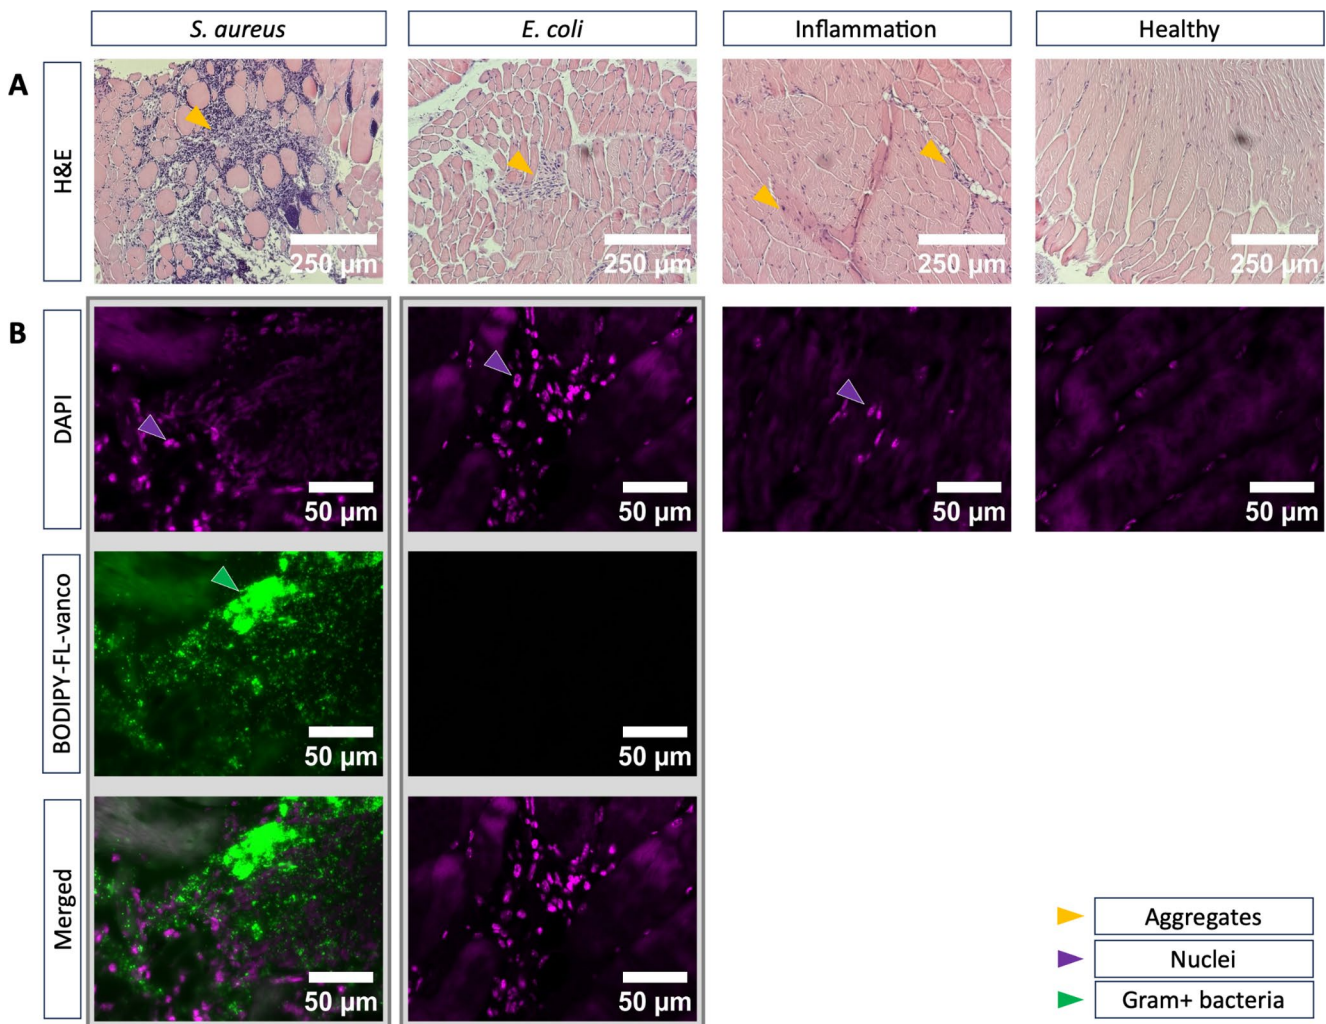 S. aureus
E. coli
Inflammation
Healthy
A
H&E
250 μm
250 μm
250 μm
250 μm
B
DAPI
50 μm
50 μm
50 μm
50 μm
BODIPY-FL-vanco
50 μm
50 μm
Merged
50 μm
50 μm
Aggregates
Nuclei
Gram+ bacteria